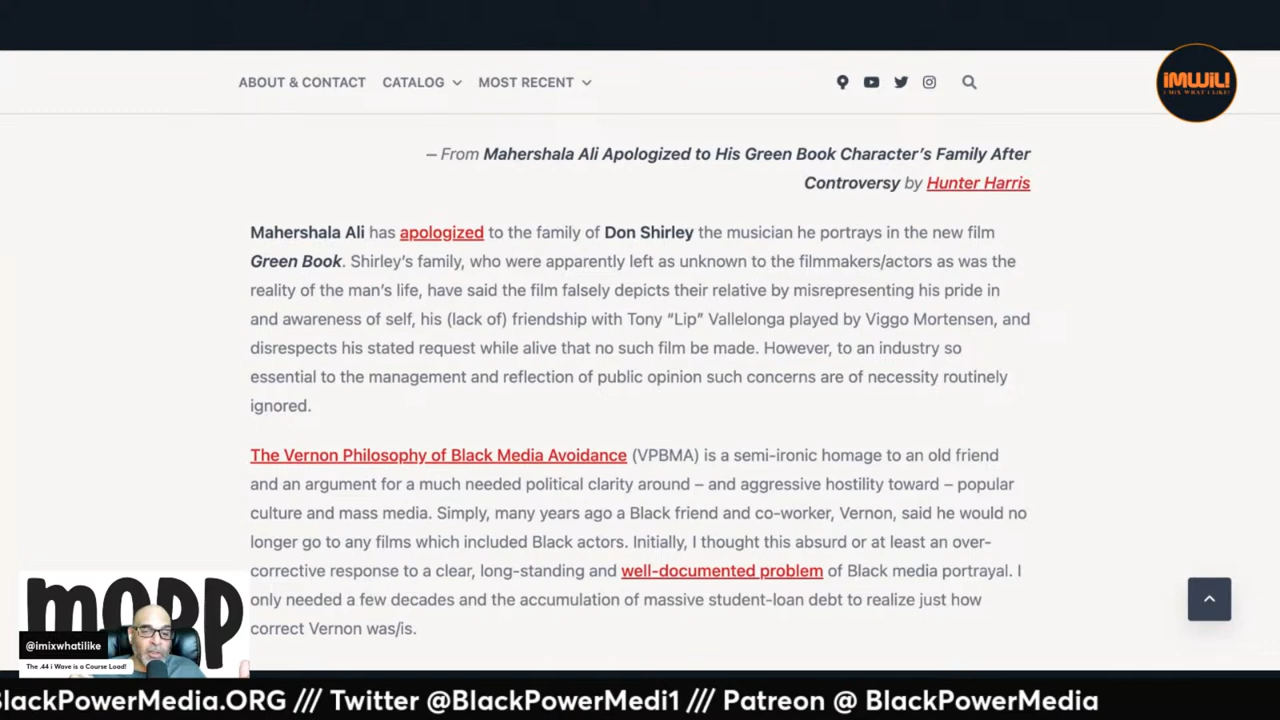 ABOUT & CONTACT CATALOG MOST RECENT
iMWiL!
I MiX WHAT I LiKE!
– From Mahershala Ali Apologized to His Green Book Character’s Family After
Controversy by Hunter Harris
Mahershala Ali has apologized to the family of Don Shirley the musician he portrays in the new film
Green Book. Shirley’s family, who were apparently left as unknown to the filmmakers/actors as was the
reality of the man’s life, have said the film falsely depicts their relative by misrepresenting his pride in
and awareness of self, his (lack of) friendship with Tony “Lip” Vallelonga played by Viggo Mortensen, and
disrespects his stated request while alive that no such film be made. However, to an industry so
essential to the management and reflection of public opinion such concerns are of necessity routinely
ignored.
The Vernon Philosophy of Black Media Avoidance (VPBMA) is a semi-ironic homage to an old friend
and an argument for a much needed political clarity around – and aggressive hostility toward – popular
culture and mass media. Simply, many years ago a Black friend and co-worker, Vernon, said he would no
longer go to any films which included Black actors. Initially, I thought this absurd or at least an over-
corrective response to a clear, long-standing and well-documented problem of Black media portrayal. I
only needed a few decades and the accumulation of massive student-loan debt to realize just how
correct Vernon was/is.
mOPP
@imixwhatilike
The .44 i Wave is a Course Load!
BlackPowerMedia.ORG /// Twitter @BlackPowerMedi1 /// Patreon @ BlackPowerMedia